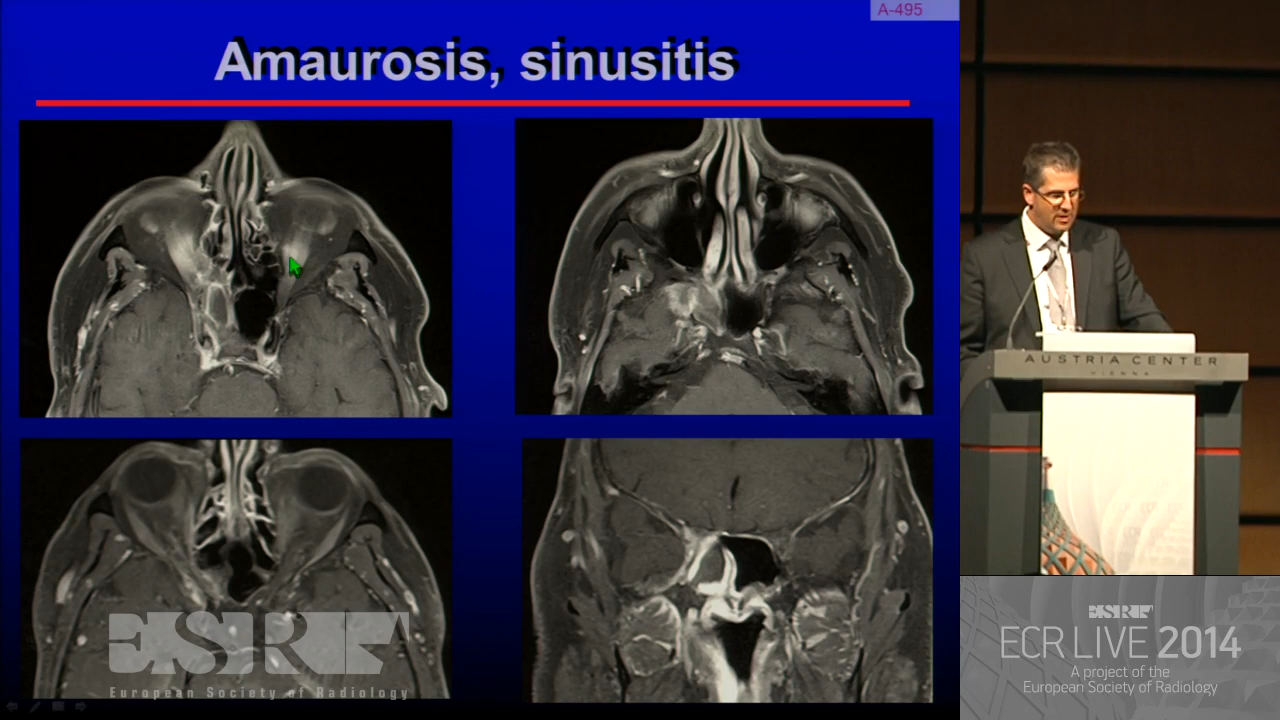 A-495
Amaurosis, sinusitis
AUSTRIA CENTER
VIENNA
ESR
European Society of Radiology
ESR
ECR LIVE 2014
A project of the
European Society of Radiology